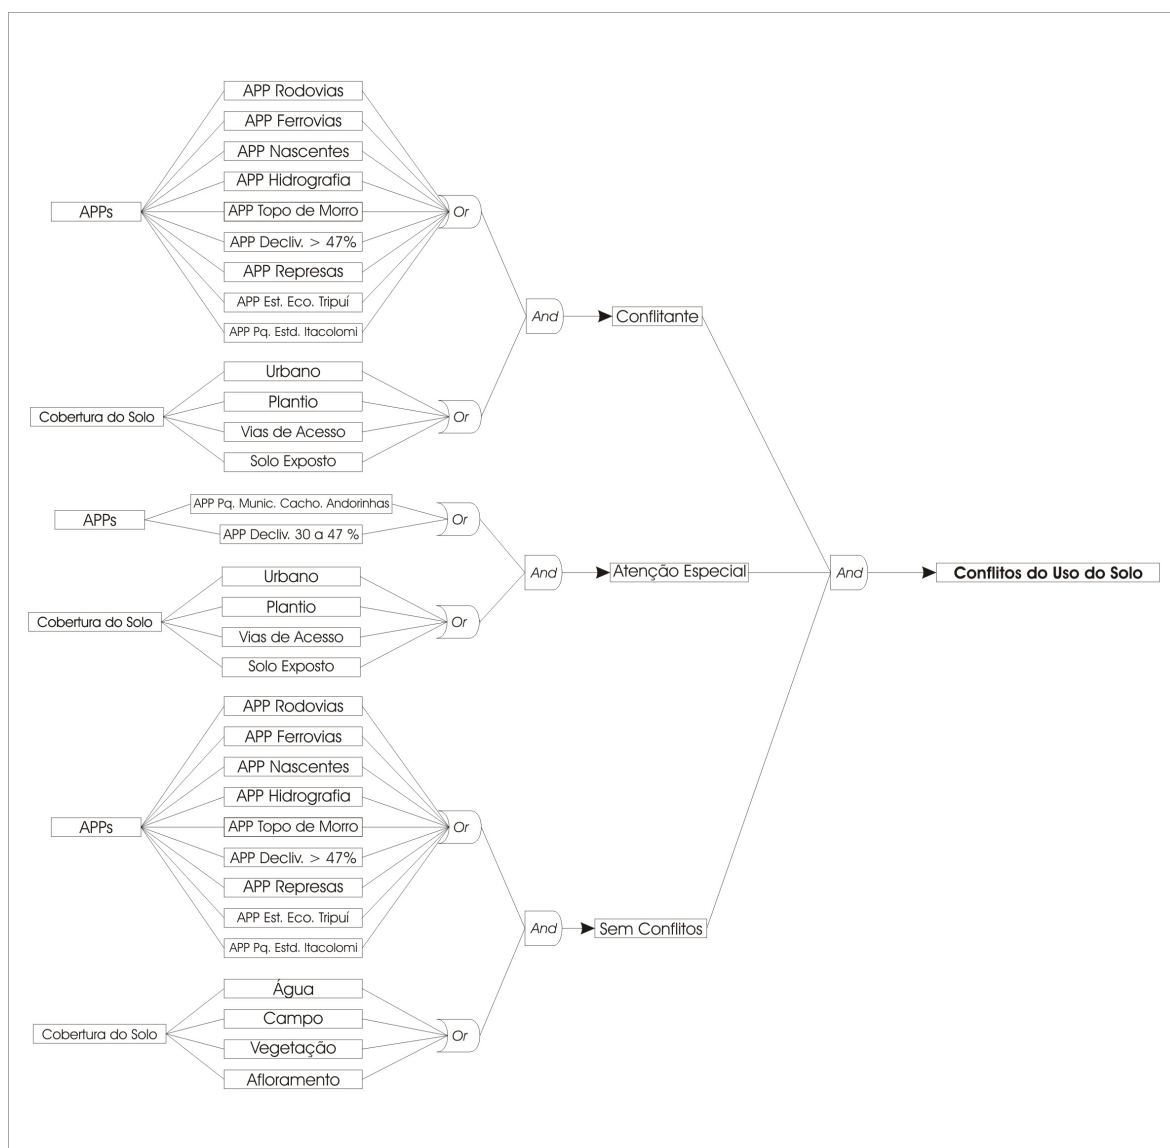 APP Rodovias
APP Ferrovias
APP Nascentes
APP Hidrografia
APPs
APP Topo de Morro
Or
APP Decliv. > 47%
APP Represas
APP Est. Eco. Tripuí
APP Pq. Estd. Itacolomi
And
Conflitante
Urbano
Plantio
Cobertura do Solo
Or
Vias de Acesso
Solo Exposto
APP Pq. Munic. Cacho. Andorinhas
APPs
Or
APP Decliv. 30 a 47 %
And
Atenção Especial
And
Conflitos do Uso do Solo
Urbano
Plantio
Cobertura do Solo
Or
Vias de Acesso
Solo Exposto
APP Rodovias
APP Ferrovias
APP Nascentes
APP Hidrografia
APPs
APP Topo de Morro
Or
APP Decliv. > 47%
APP Represas
APP Est. Eco. Tripuí
APP Pq. Estd. Itacolomi
And
Sem Conflitos
Água
Campo
Cobertura do Solo
Or
Vegetação
Afloramento